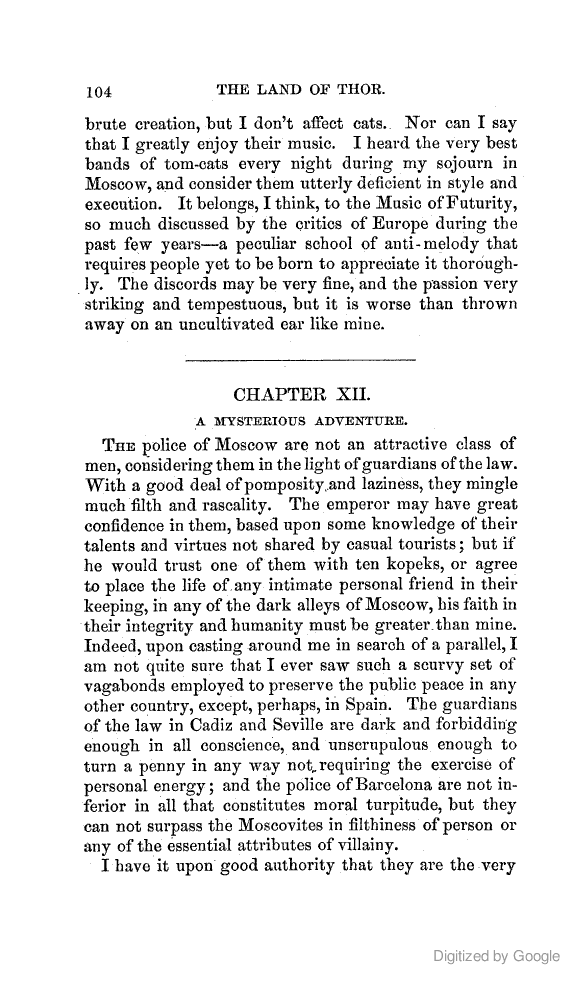 104
THE LAND OF THOR.
brute creation, but I don't affect cats. Nor can I say
that I greatly enjoy their music. I heard the very best
bands of tom-cats every night during my sojourn in
Moscow, and consider them utterly deficient in style and
execution. It belongs, I think, to the Music of Futurity,
so much discussed by the critics of Europe during the
past few years—a peculiar school of anti-melody that
requires people yet to be born to appreciate it thorough-
ly. The discords may be very fine, and the passion very
striking and tempestuous, but it is worse than thrown
away on an uncultivated ear like mine.
CHAPTER XII.
A MYSTERIOUS ADVENTURE.
THE police of Moscow are not an attractive class of
men, considering them in the light of guardians of the law.
With a good deal of pomposity and laziness, they mingle
much filth and rascality. The emperor may have great
confidence in them, based upon some knowledge of their
talents and virtues not shared by casual tourists; but if
he would trust one of them with ten kopeks, or agree
to place the life of any intimate personal friend in their
keeping, in any of the dark alleys of Moscow, his faith in
their integrity and humanity must be greater than mine.
Indeed, upon casting around me in search of a parallel, I
am not quite sure that I ever saw such a scurvy set of
vagabonds employed to preserve the public peace in any
other country, except, perhaps, in Spain. The guardians
of the law in Cadiz and Seville are dark and forbidding
enough in all conscience, and unscrupulous enough to
turn a penny in any way not requiring the exercise of
personal energy; and the police of Barcelona are not in-
ferior in all that constitutes moral turpitude, but they
can not surpass the Moscovites in filthiness of person or
any of the essential attributes of villainy.
I have it upon good authority that they are the very
Digitized by Google